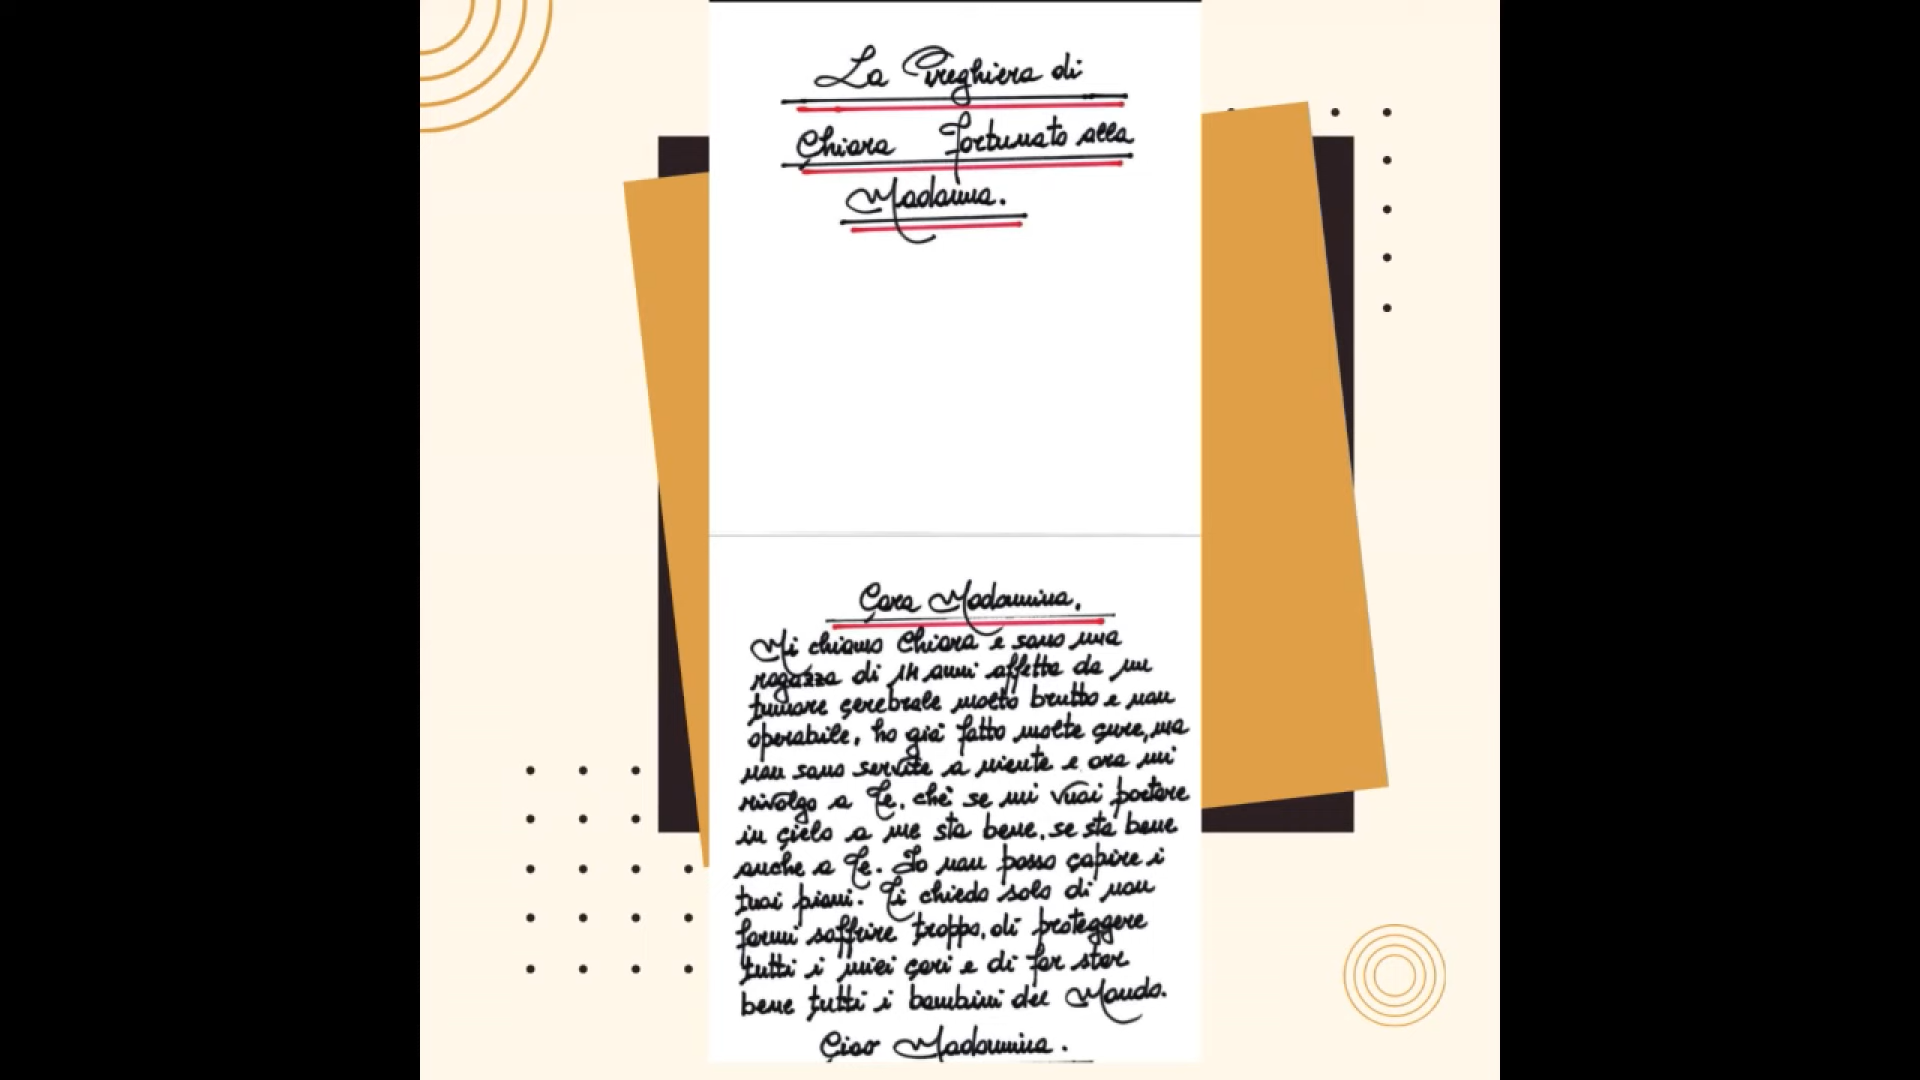 La Preghiera di
Chiara Fortunato alla
Madonna.
Cara Madonnina,
Mi chiamo Chiara e sono una
ragazza di 14 anni affetta da un
tumore cerebrale molto brutto e non
operabile, ho già fatto molte cure, ma
non sono servite a niente e ora mi
rivolgo a Te, che se mi vuoi portare
in cielo a me sta bene, se sta bene
anche a Te. Io non posso capire i
tuoi piani. Ti chiedo solo di non
farmi soffrire troppo, di proteggere
tutti i miei cari e di far star
bene tutti i bambini del Mondo.
Ciao Madonnina.